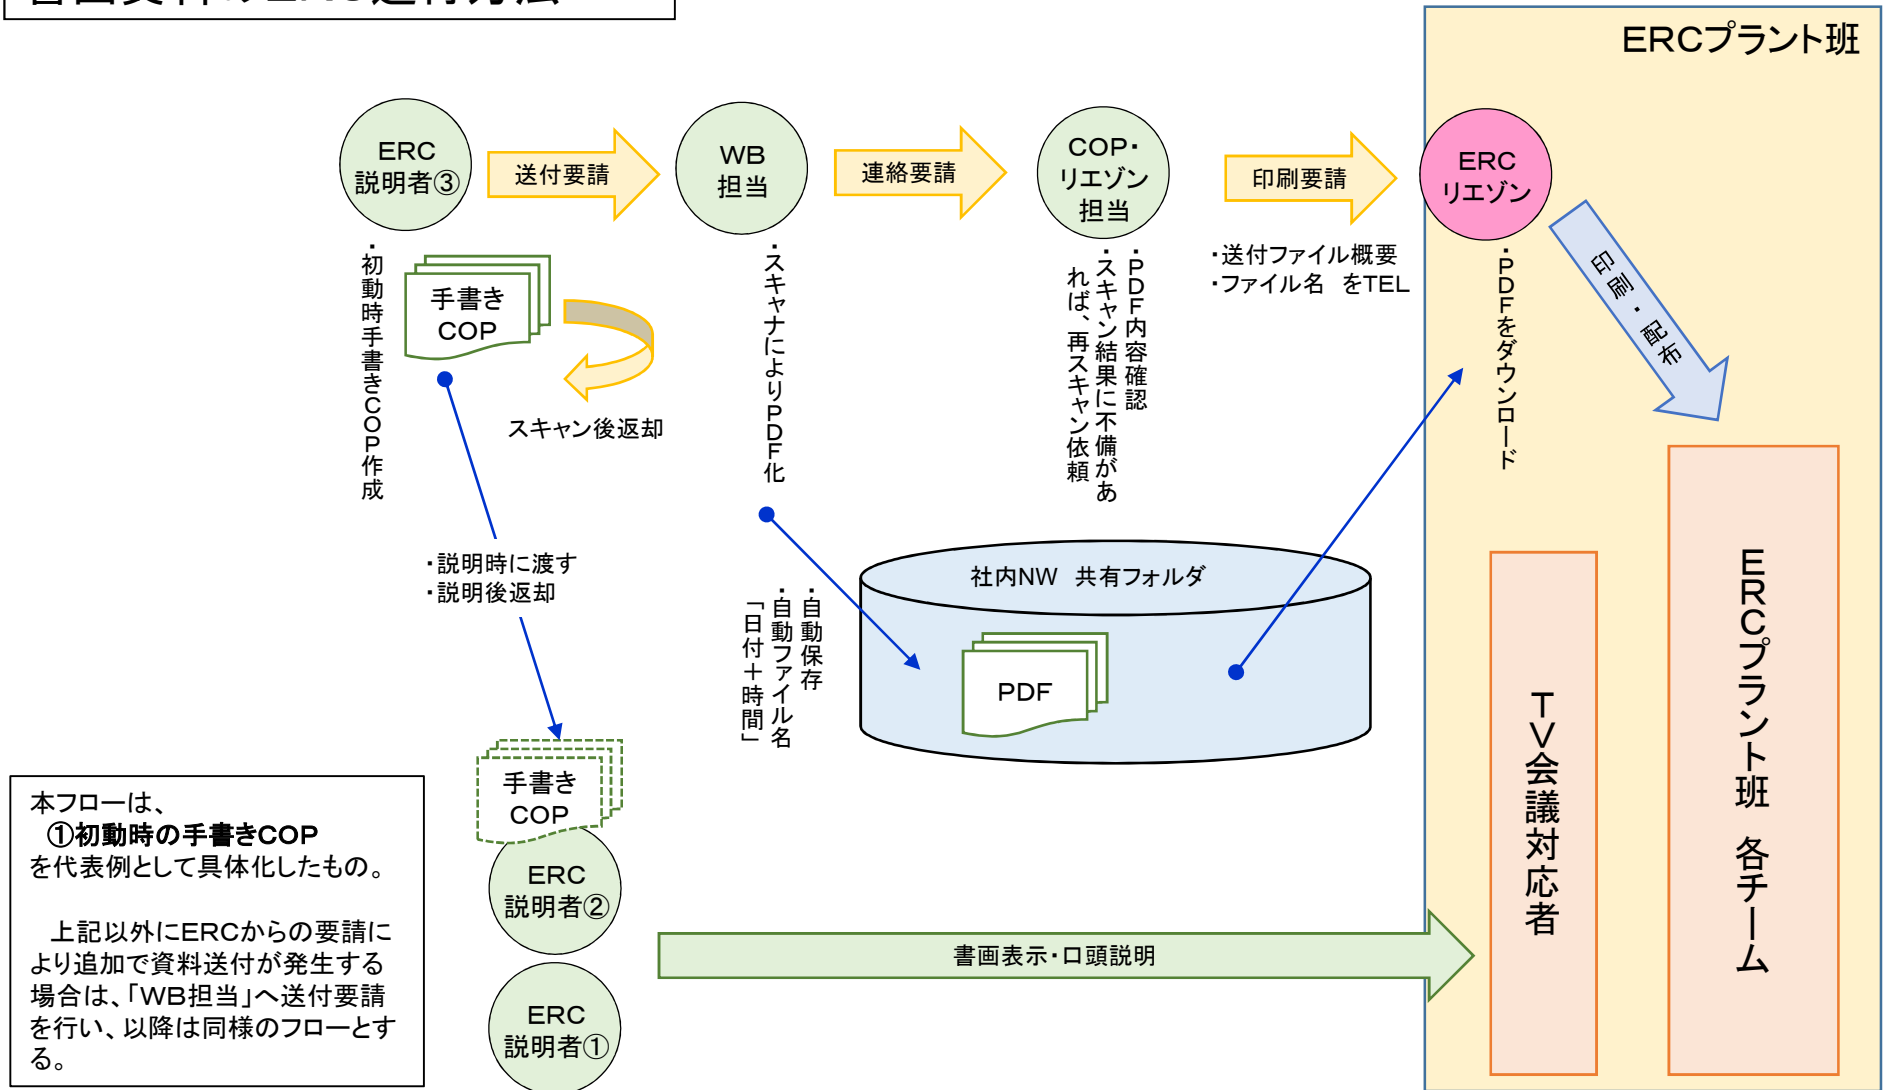 書画資料のERC送付方法
ERCプラント班
ERC
説明者③
送付要請
WB
担当
連絡要請
COP・
リエゾン
担当
印刷要請
ERC
リエゾン
・初動時手書きCOP作成
手書き
COP
スキャン後返却
・スキャナによりPDF化
・PDF内容確認
・スキャン結果に不備があ
れば、再スキャン依頼
・送付ファイル概要
・ファイル名 をTEL
・PDFをダウンロード
印刷・配布
・説明時に渡す
・説明後返却
・自動保存
・自動ファイル名
「日付＋時間」
社内NW 共有フォルダ
PDF
手書き
COP
ERC
説明者②
ERC
説明者①
書画表示・口頭説明
TV会議対応者
ERCプラント班 各チーム
本フローは、
①初動時の手書きCOP
を代表例として具体化したもの。
上記以外にERCからの要請に
より追加で資料送付が発生する
場合は、「WB担当」へ送付要請
を行い、以降は同様のフローとす
る。